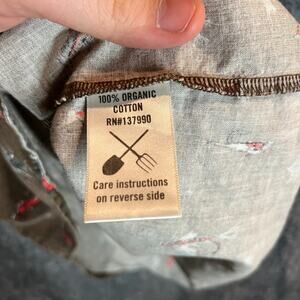 100% ORGANIC
COTTON
RN#137990
Care instructions
on reverse side